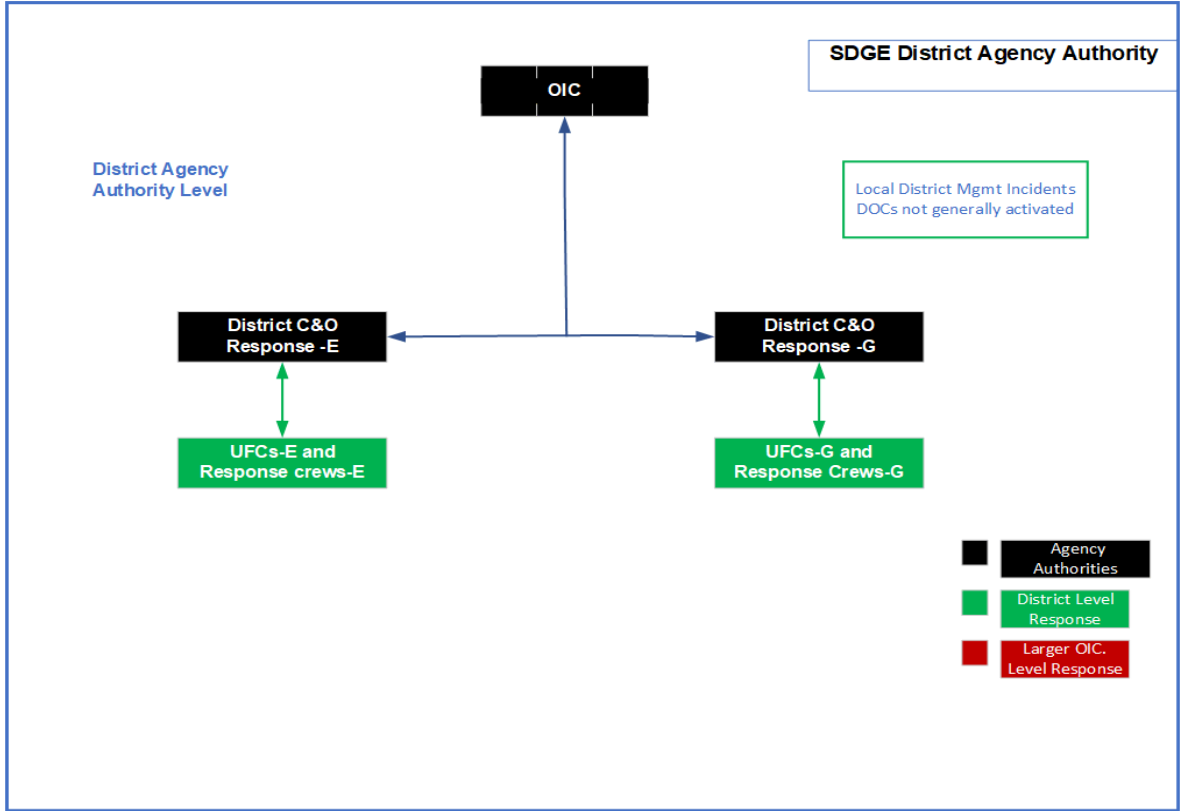 SDGE District Agency Authority
OIC
District Agency
Authority Level
Local District Mgmt Incidents
DOCs not generally activated
District C&O
Response -E
District C&O
Response -G
UFCs-E and
Response crews-E
UFCs-G and
Response Crews-G
Agency
Authorities
District Level
Response
Larger OIC.
Level Response